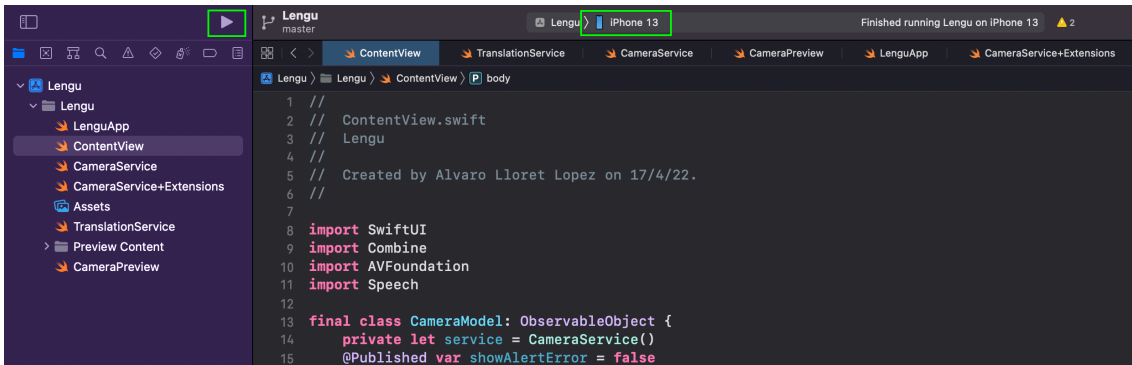 Lengu
master
Lengu 〉 iPhone 13
Finished running Lengu on iPhone 13
2
ContentView
TranslationService
CameraService
CameraPreview
LenguApp
CameraService+Extensions
Lengu 〉 Lengu 〉 ContentView 〉 P body
Lengu
Lengu
LenguApp
ContentView
CameraService
CameraService+Extensions
Assets
TranslationService
Preview Content
CameraPreview
1 //
2 // ContentView.swift
3 // Lengu
4 //
5 // Created by Alvaro Lloret Lopez on 17/4/22.
6 //
7
8 import SwiftUI
9 import Combine
10 import AVFoundation
11 import Speech
12
13 final class CameraModel: ObservableObject {
14 private let service = CameraService()
15 @Published var showAlertError = false